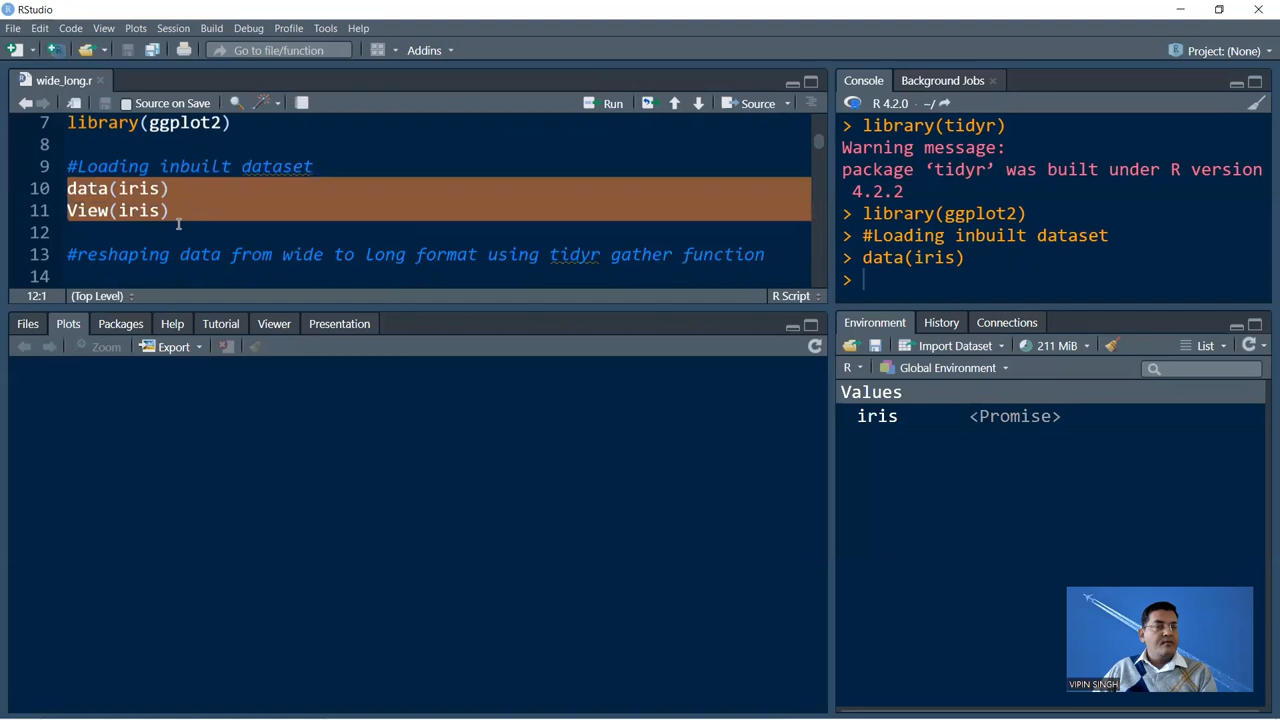 RStudio
File Edit Code View Plots Session Build Debug Profile Tools Help
Go to file/function Addins Project: (None)
wide_long.r
Source on Save Run Source
7 library(ggplot2)
8
9 #Loading inbuilt dataset
10 data(iris)
11 View(iris)
12
13 #reshaping data from wide to long format using tidyr gather function
14
12:1 (Top Level) R Script
Files Plots Packages Help Tutorial Viewer Presentation
Zoom Export
Console Background Jobs
R 4.2.0 · ~/
> library(tidyr)
Warning message:
package ‘tidyr’ was built under R version
4.2.2
> library(ggplot2)
> #Loading inbuilt dataset
> data(iris)
>
Environment History Connections
Import Dataset 211 MiB List
R Global Environment
Values
iris <Promise>
VIPIN SINGH